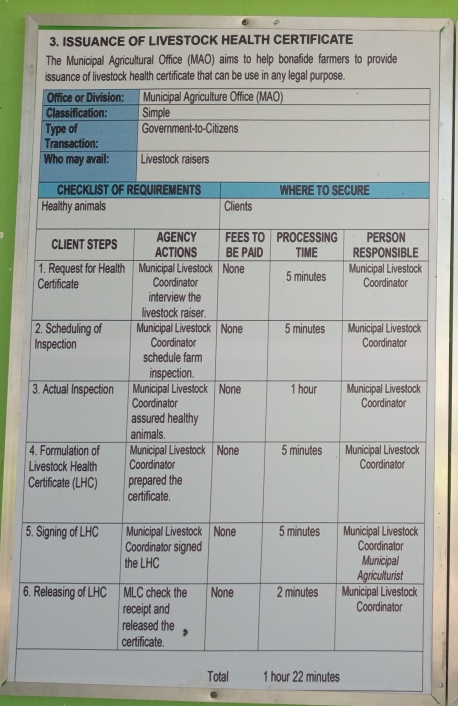 3. ISSUANCE OF LIVESTOCK HEALTH CERTIFICATE
The Municipal Agricultural Office (MAO) aims to help bonafide farmers to provide
issuance of livestock health certificate that can be use in any legal purpose.
Office or Division: Municipal Agriculture Office (MAO)
Classification: Simple
Type of Transaction: Government-to-Citizens
Who may avail: Livestock raisers
CHECKLIST OF REQUIREMENTS WHERE TO SECURE
Healthy animals Clients
CLIENT STEPS AGENCY ACTIONS FEES TO BE PAID PROCESSING TIME PERSON RESPONSIBLE
1. Request for Health Certificate
Municipal Livestock Coordinator interview the livestock raiser.
None
5 minutes
Municipal Livestock Coordinator
2. Scheduling of Inspection
Municipal Livestock Coordinator schedule farm inspection.
None
5 minutes
Municipal Livestock Coordinator
3. Actual Inspection
Municipal Livestock Coordinator assured healthy animals.
None
1 hour
Municipal Livestock Coordinator
4. Formulation of Livestock Health Certificate (LHC)
Municipal Livestock Coordinator prepared the certificate.
None
5 minutes
Municipal Livestock Coordinator
5. Signing of LHC
Municipal Livestock Coordinator signed the LHC
None
5 minutes
Municipal Livestock Coordinator
Municipal Agriculturist
6. Releasing of LHC
MLC check the receipt and released the certificate.
None
2 minutes
Municipal Livestock Coordinator
Total 1 hour 22 minutes